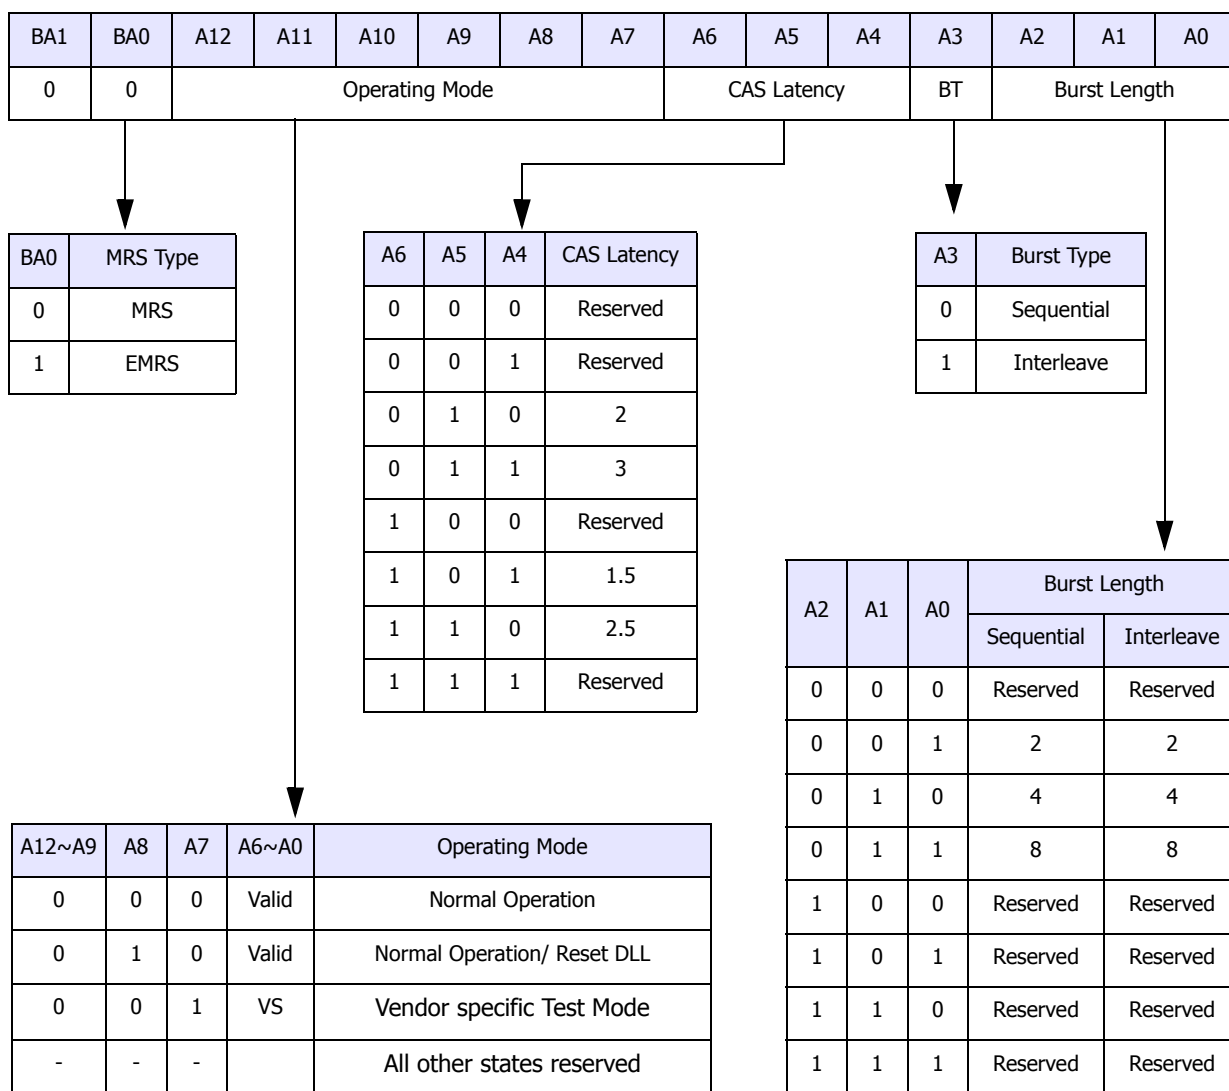 BA1 BA0 A12 A11 A10 A9 A8 A7 A6 A5 A4 A3 A2 A1 A0
0 0 Operating Mode CAS Latency BT Burst Length
BA0 MRS Type
0 MRS
1 EMRS
A6 A5 A4 CAS Latency
0 0 0 Reserved
0 0 1 Reserved
0 1 0 2
0 1 1 3
1 0 0 Reserved
1 0 1 1.5
1 1 0 2.5
1 1 1 Reserved
A3 Burst Type
0 Sequential
1 Interleave
A12~A9 A8 A7 A6~A0 Operating Mode
0 0 0 Valid Normal Operation
0 1 0 Valid Normal Operation/ Reset DLL
0 0 1 VS Vendor specific Test Mode
- - - All other states reserved
A2 A1 A0 Burst Length
Sequential Interleave
0 0 0 Reserved Reserved
0 0 1 2 2
0 1 0 4 4
0 1 1 8 8
1 0 0 Reserved Reserved
1 0 1 Reserved Reserved
1 1 0 Reserved Reserved
1 1 1 Reserved Reserved